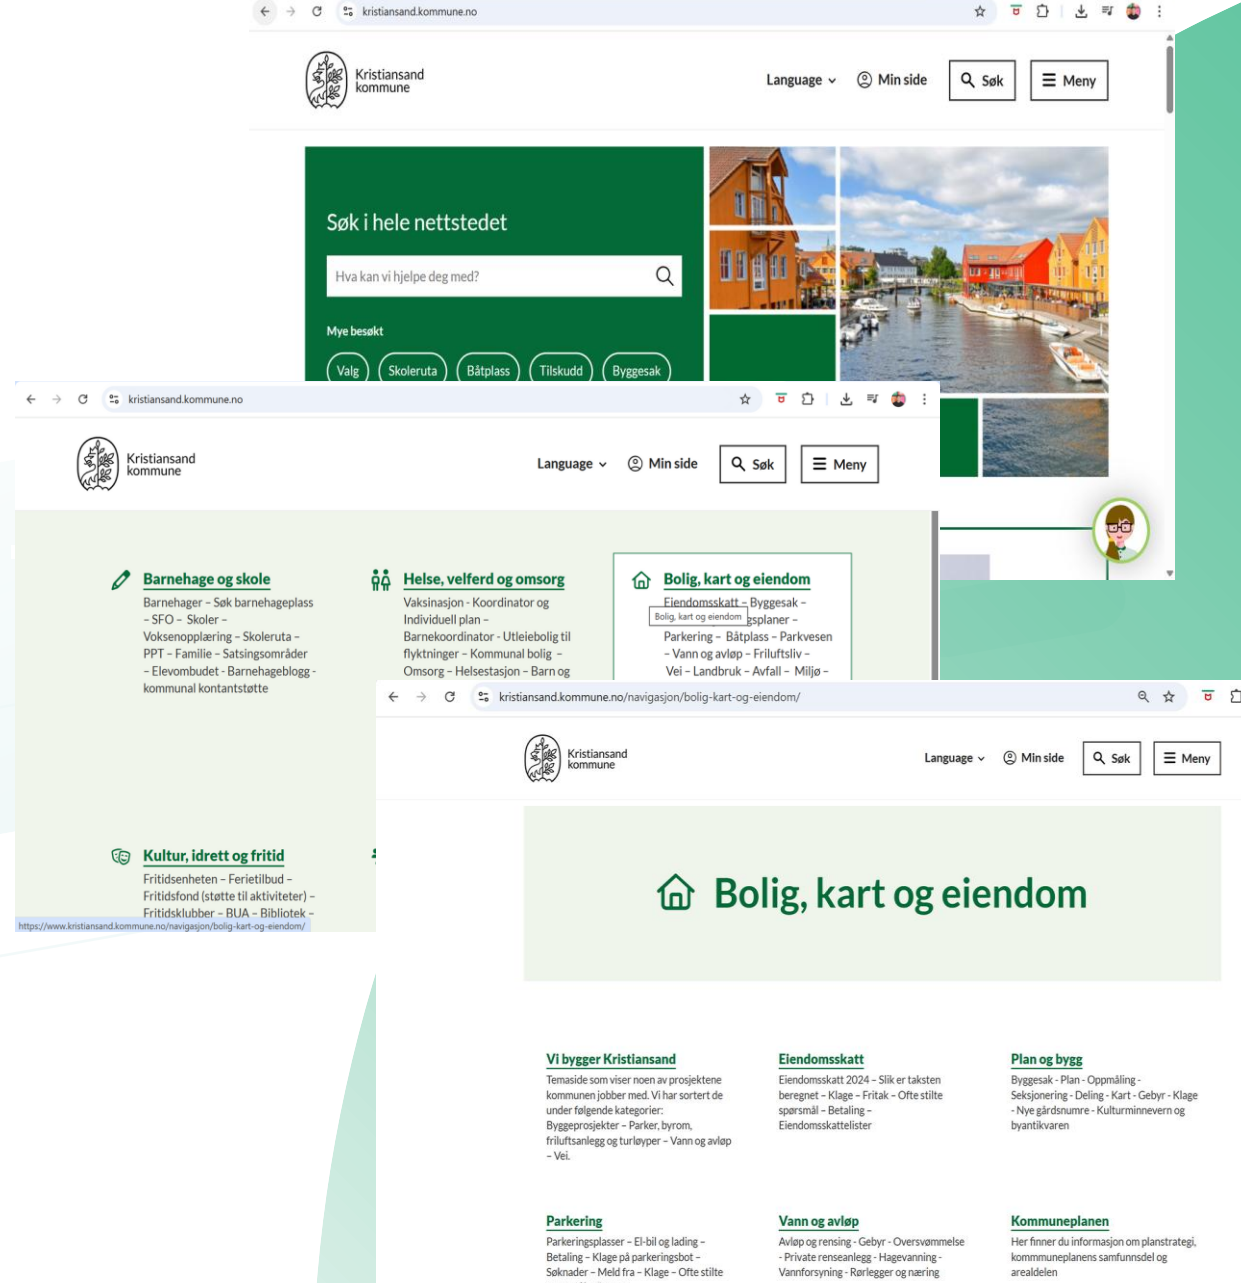 kristiansand.kommune.no
Kristiansand
kommune
Language
Min side
Søk
Meny
Søk i hele nettstedet
Hva kan vi hjelpe deg med?
Mye besøkt
Valg
Skoleruta
Båtplass
Tilskudd
Byggesak
kristiansand.kommune.no
Kristiansand
kommune
Language
Min side
Søk
Meny
Barnehage og skole
Barnehager – Søk barnehageplass
– SFO – Skoler –
Voksenopplæring – Skoleruta –
PPT – Familie – Satsingsområder
– Elevombudet - Barnehageblogg -
kommunal kontantstøtte
Helse, velferd og omsorg
Vaksinasjon - Koordinator og
Individuell plan –
Barnekoordinator - Utleiebolig til
flyktninger – Kommunal bolig –
Omsorg – Helsestasjon – Barn og
Bolig, kart og eiendom
Eiendomsskatt – Byggesak –
Bolig, kart og eiendom
gsplaner –
Parkering – Båtplass – Parkvesen
– Vann og avløp – Friluftsliv –
Vei – Landbruk – Avfall – Miljø –
Kultur, idrett og fritid
Fritidsenheten – Ferietilbud –
Fritidsfond (støtte til aktiviteter) –
Fritidsklubber – BUA – Bibliotek –
https://www.kristiansand.kommune.no/navigasjon/bolig-kart-og-eiendom/
kristiansand.kommune.no/navigasjon/bolig-kart-og-eiendom/
Kristiansand
kommune
Language
Min side
Søk
Meny
Bolig, kart og eiendom
Vi bygger Kristiansand
Temaside som viser noen av prosjektene
kommunen jobber med. Vi har sortert de
under følgende kategorier:
Byggeprosjekter – Parker, byrom,
friluftsanlegg og turløyper – Vann og avløp
– Vei.
Eiendomsskatt
Eiendomsskatt 2024 – Slik er taksten
beregnet – Klage – Fritak – Ofte stilte
spørsmål – Betaling –
Eiendomsskattelister
Plan og bygg
Byggesak - Plan - Oppmåling -
Seksjonering - Deling - Kart - Gebyr - Klage
- Nye gårdsnumre - Kulturminnevern og
byantikvaren
Parkering
Parkeringsplasser – El-bil og lading –
Betaling – Klage på parkeringsbot –
Søknader – Meld fra – Klage – Ofte stilte
Vann og avløp
Avløp og rensing - Gebyr - Oversvømmelse
- Private renseanlegg - Hagevanning -
Vannforsyning - Rørlegger og næring
Kommuneplanen
Her finner du informasjon om planstrategi,
kommmuneplanens samfunnsdel og
arealdelen